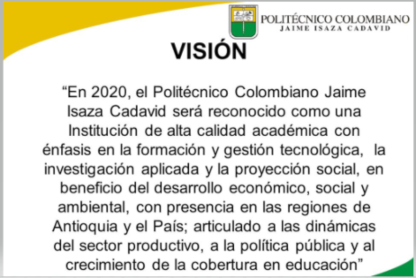 POLITÉCNICO COLOMBIANO
JAIME ISAZA CADAVID
VISIÓN
“En 2020, el Politécnico Colombiano Jaime
Isaza Cadavid será reconocido como una
Institución de alta calidad académica con
énfasis en la formación y gestión tecnológica, la
investigación aplicada y la proyección social, en
beneficio del desarrollo económico, social y
ambiental, con presencia en las regiones de
Antioquia y el País; articulado a las dinámicas
del sector productivo, a la política pública y al
crecimiento de la cobertura en educación”